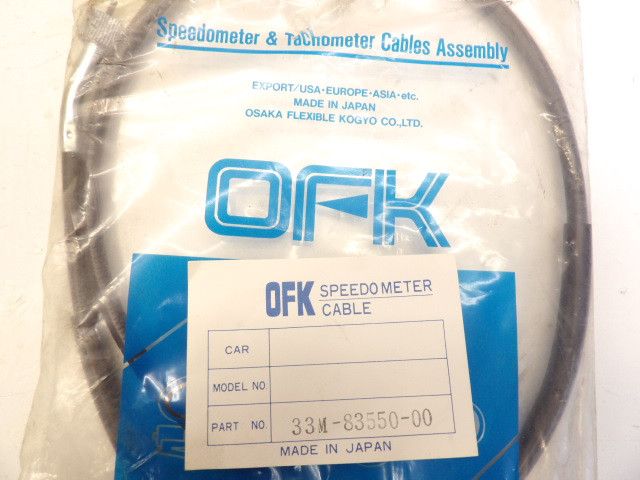 Speedometer & Tachometer Cables Assembly
EXPORT/USA·EUROPE·ASIA·etc.
MADE IN JAPAN
OSAKA FLEXIBLE KOGYO CO.,LTD.
OFK
OFK SPEEDOMETER
CABLE
CAR
MODEL NO.
PART NO. 33M-83550-00
MADE IN JAPAN